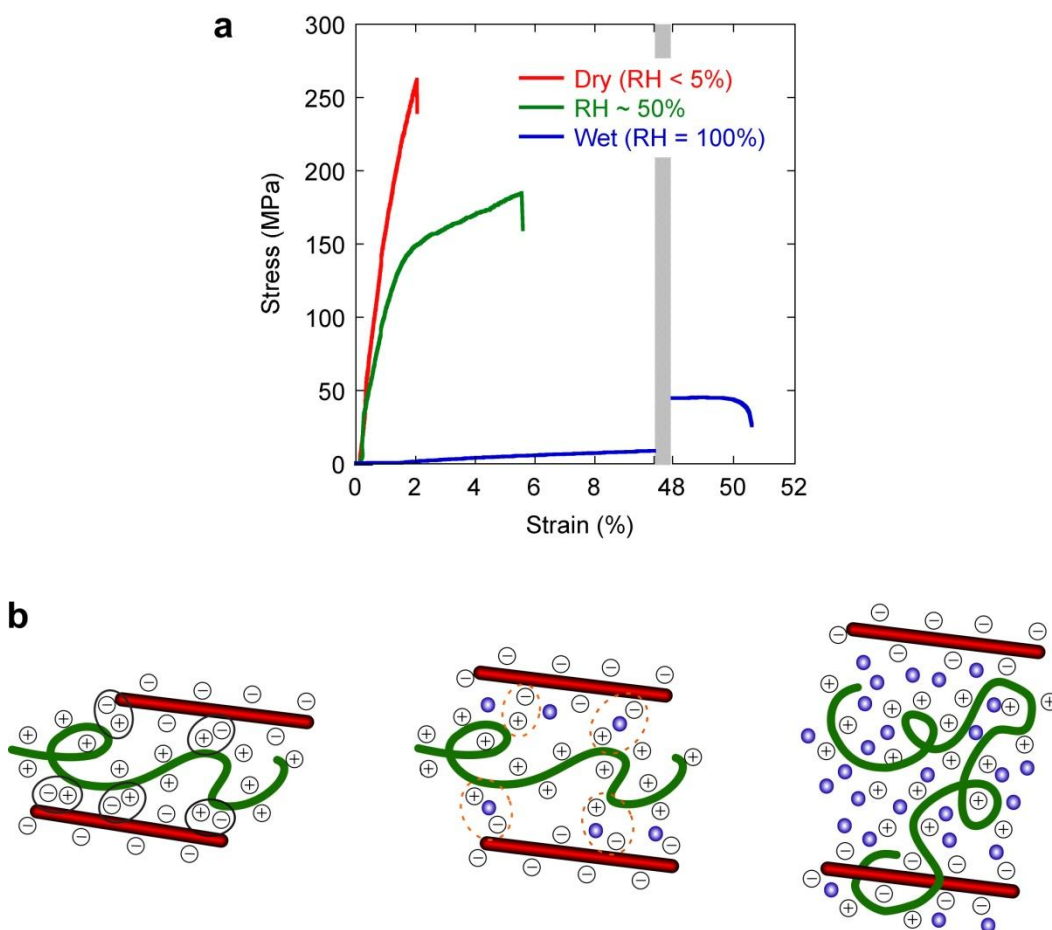 a
300
250
200
150
100
50
0
Stress (MPa)
Dry (RH < 5%)
RH ~ 50%
Wet (RH = 100%)
0 2 4 6 8 48 50 52
Strain (%)
b